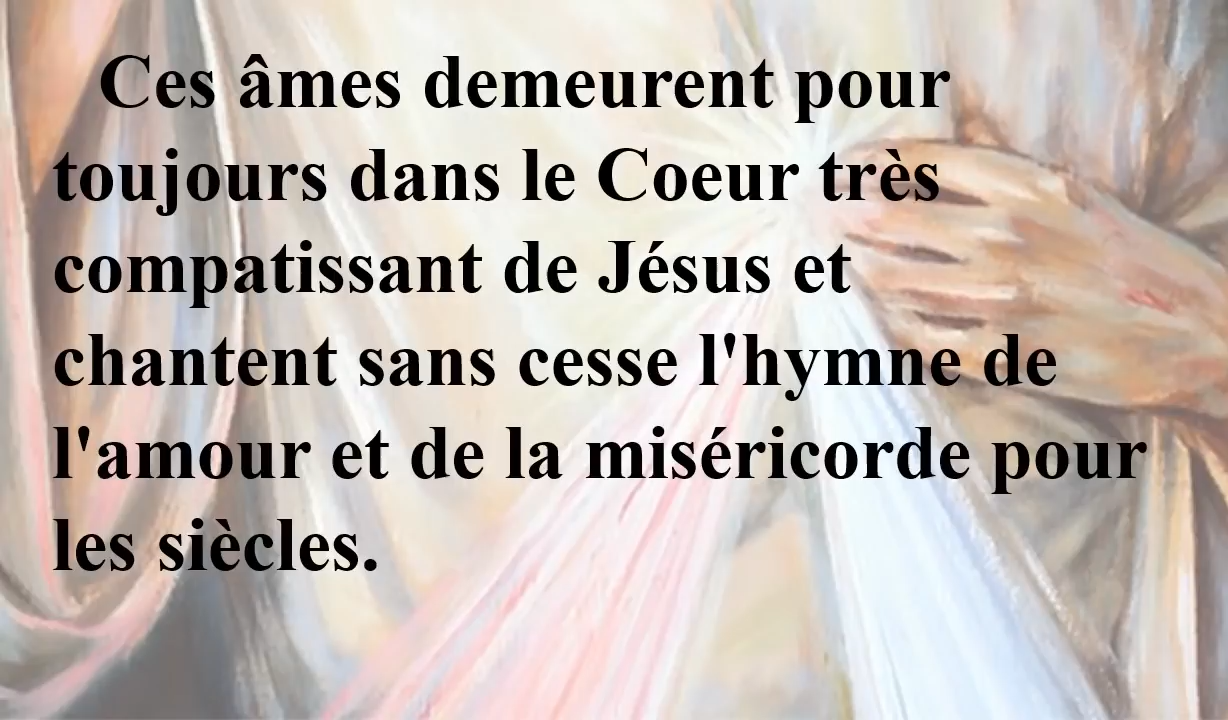 Ces âmes demeurent pour
toujours dans le Coeur très
compatissant de Jésus et
chantent sans cesse l'hymne de
l'amour et de la miséricorde pour
les siècles.